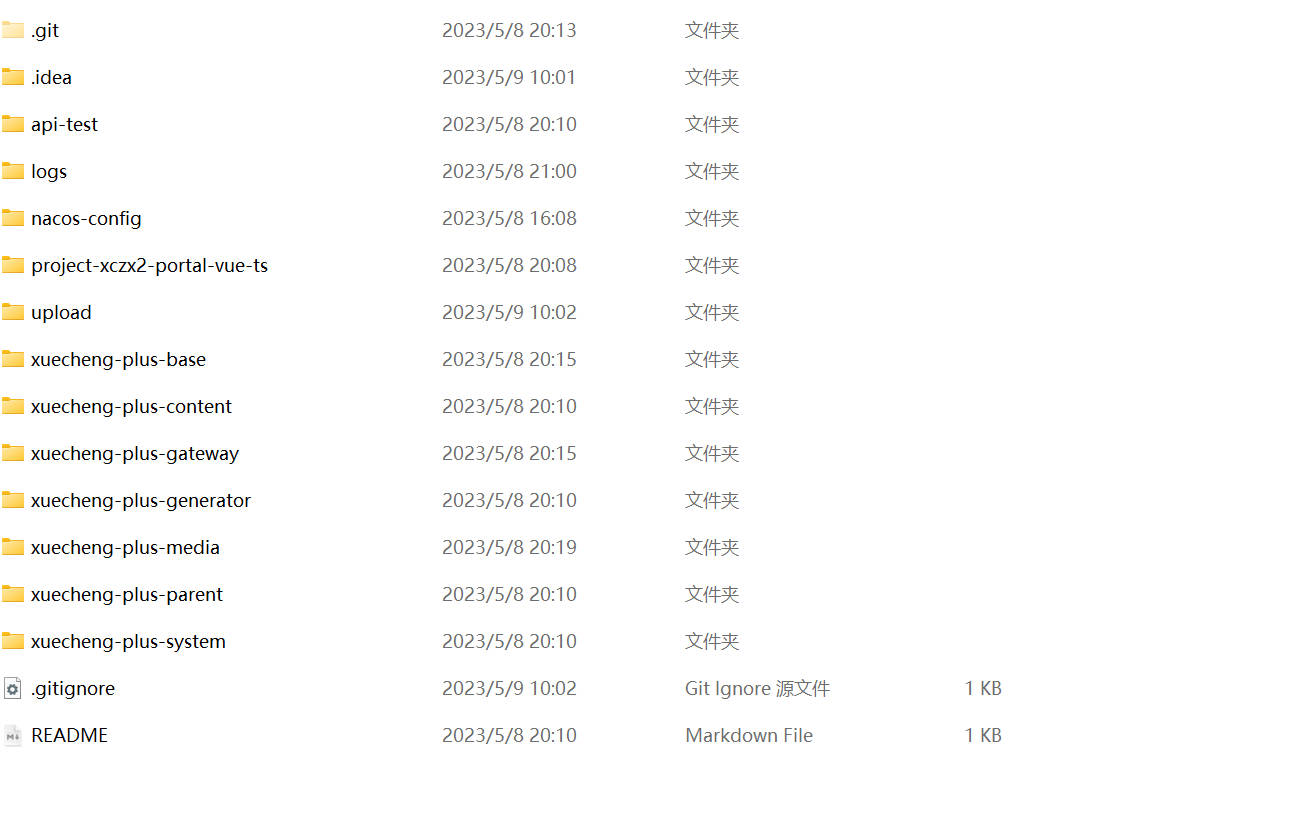 .git 2023/5/8 20:13 文件夹
.idea 2023/5/9 10:01 文件夹
api-test 2023/5/8 20:10 文件夹
logs 2023/5/8 21:00 文件夹
nacos-config 2023/5/8 16:08 文件夹
project-xczx2-portal-vue-ts 2023/5/8 20:08 文件夹
upload 2023/5/9 10:02 文件夹
xuecheng-plus-base 2023/5/8 20:15 文件夹
xuecheng-plus-content 2023/5/8 20:10 文件夹
xuecheng-plus-gateway 2023/5/8 20:15 文件夹
xuecheng-plus-generator 2023/5/8 20:10 文件夹
xuecheng-plus-media 2023/5/8 20:19 文件夹
xuecheng-plus-parent 2023/5/8 20:10 文件夹
xuecheng-plus-system 2023/5/8 20:10 文件夹
.gitignore 2023/5/9 10:02 Git Ignore 源文件 1 KB
README 2023/5/8 20:10 Markdown File 1 KB